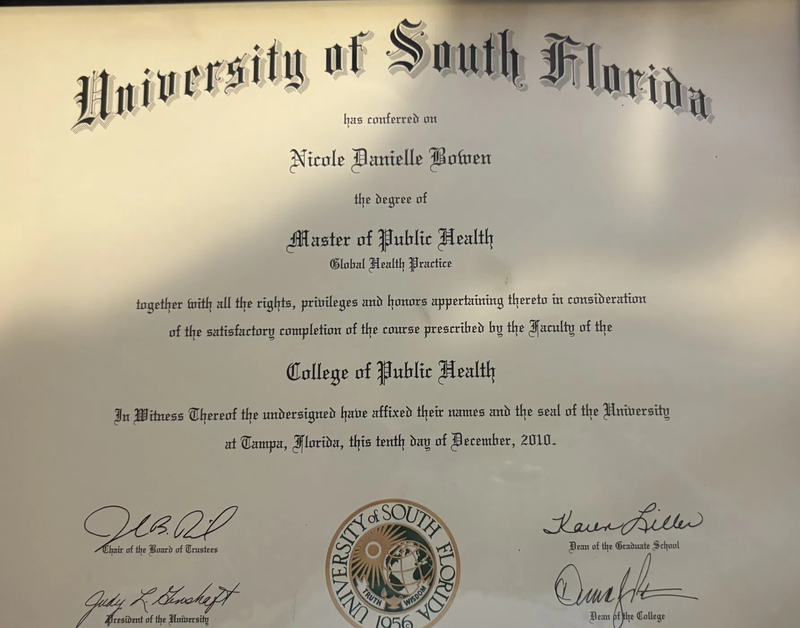 University of South Florida
has conferred on
Nicole Danielle Bowen
the degree of
Master of Public Health
Global Health Practice
together with all the rights, privileges and honors appertaining thereto in consideration
of the satisfactory completion of the course prescribed by the Faculty of the
College of Public Health
In Witness Thereof the undersigned have affixed their names and the seal of the University
at Tampa, Florida, this tenth day of December, 2010.
Chair of the Board of Trustees
Karen Liller
Dean of the Graduate School
Judy L Genshaft
President of the University
Dean of the College
UNIVERSITY of SOUTH FLORIDA
TRUTH WISDOM
1956